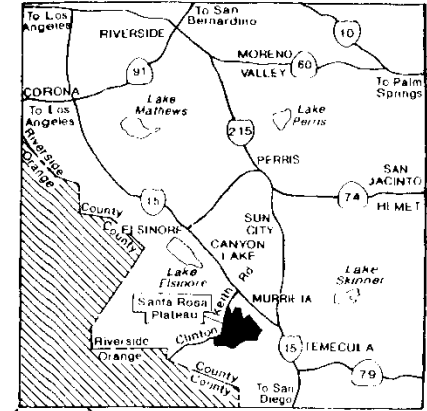 To Los
Angeles
To San
Bernardino
RIVERSIDE
10
MORENO
VALLEY
60
91
To Palm
Springs
CORONA
To Los
Angeles
Lake
Mathews
Lake
Perris
215
Riverside
Orange
PERRIS
SAN
JACINTO
74
HEMET
County
County
15
ELSINORE
SUN
CITY
CANYON
LAKE
Lake
Elsinore
Lake
Skinner
Santa Rosa
Plateau
Clinton Keith Rd
MURRIETA
Riverside
Orange
15
TEMECULA
County
County
To San
Diego
79